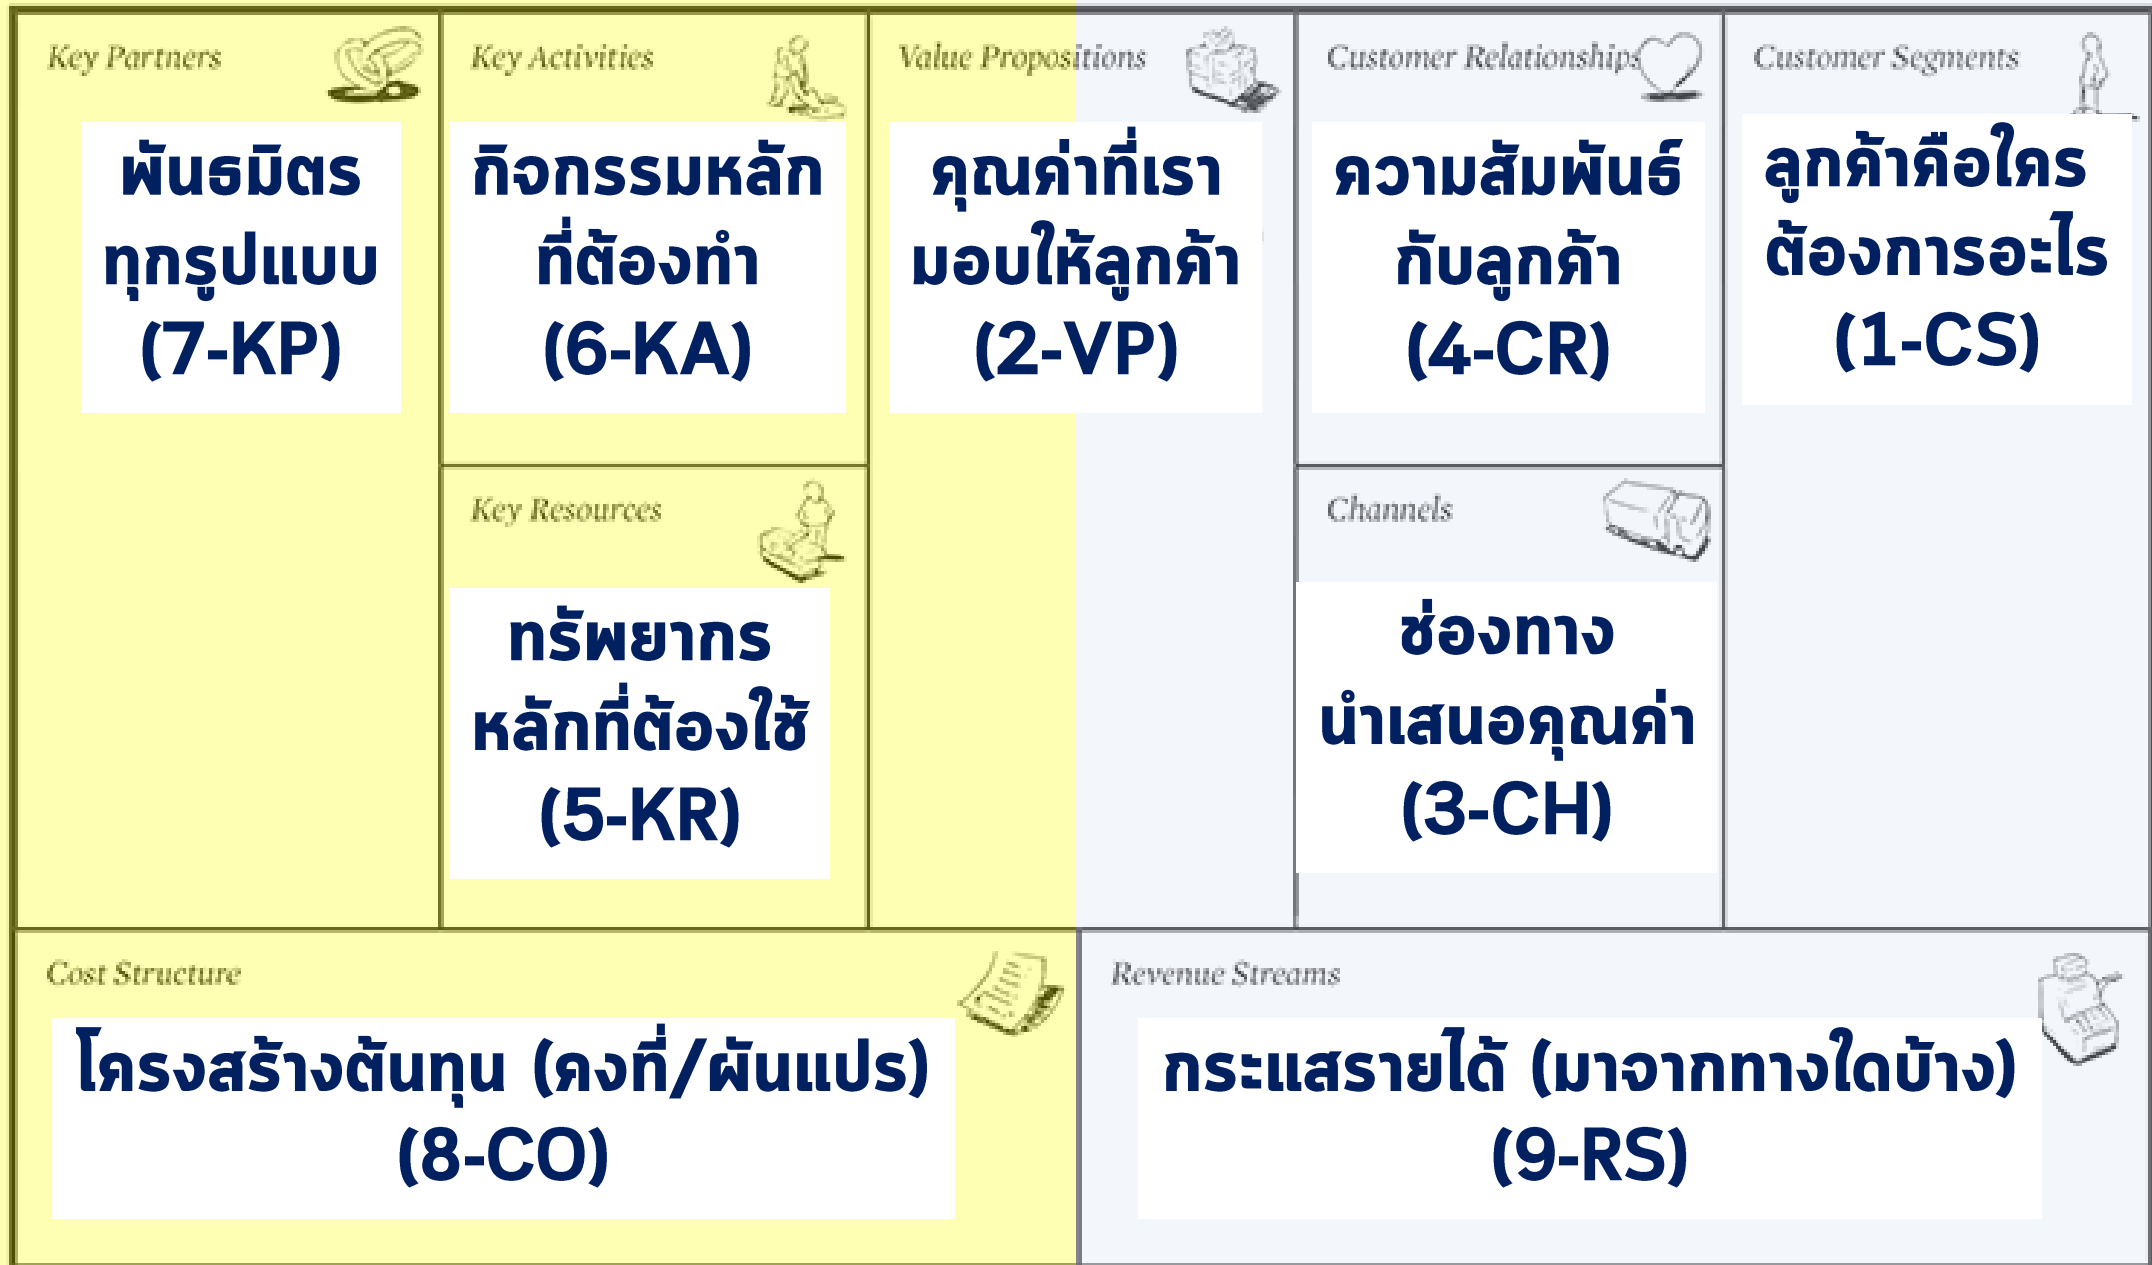 Key Partners
พันธมิตร
ทุกรูปแบบ
(7-KP)
Key Activities
กิจกรรมหลัก
ที่ต้องทำ
(6-KA)
Key Resources
ทรัพยากร
หลักที่ต้องใช้
(5-KR)
Value Propositions
คุณค่าที่เรา
มอบให้ลูกค้า
(2-VP)
Customer Relationships
ความสัมพันธ์
กับลูกค้า
(4-CR)
Channels
ช่องทาง
นำเสนอคุณค่า
(3-CH)
Customer Segments
ลูกค้าคือใคร
ต้องการอะไร
(1-CS)
Cost Structure
โครงสร้างต้นทุน (คงที่/ผันแปร)
(8-CO)
Revenue Streams
กระแสรายได้ (มาจากทางใดบ้าง)
(9-RS)